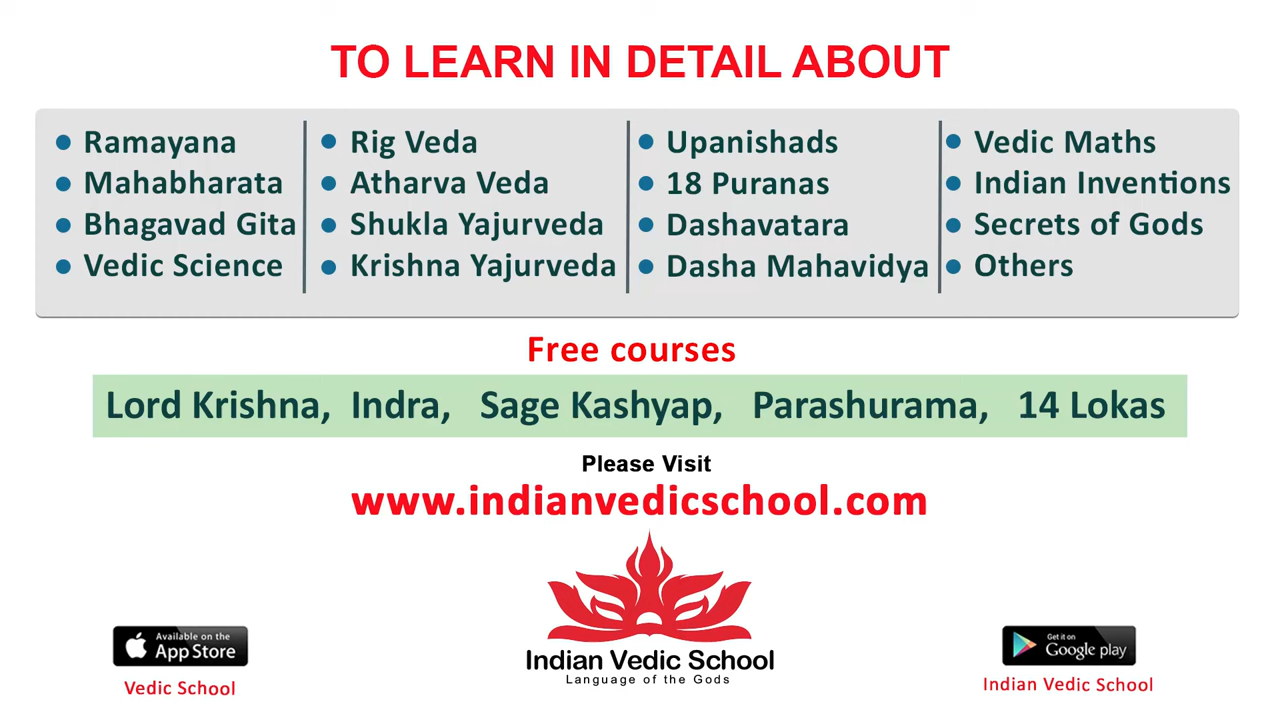 TO LEARN IN DETAIL ABOUT
Ramayana
Mahabharata
Bhagavad Gita
Vedic Science
Rig Veda
Atharva Veda
Shukla Yajurveda
Krishna Yajurveda
Upanishads
18 Puranas
Dashavatara
Dasha Mahavidya
Vedic Maths
Indian Inventions
Secrets of Gods
Others
Free courses
Lord Krishna, Indra, Sage Kashyap, Parashurama, 14 Lokas
Please Visit
www.indianvedicschool.com
Indian Vedic School
Language of the Gods
Available on the
App Store
Vedic School
Get it on
Google play
Indian Vedic School